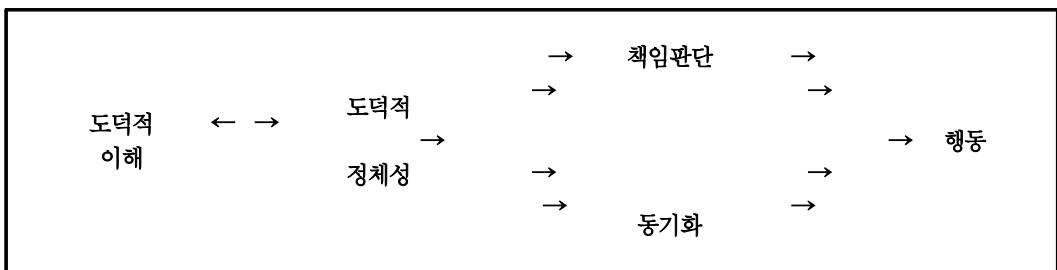 → 책임판단 →
→ →
도덕적 ← → 도덕적
이해 → → 행동
정체성 → →
→ →
동기화